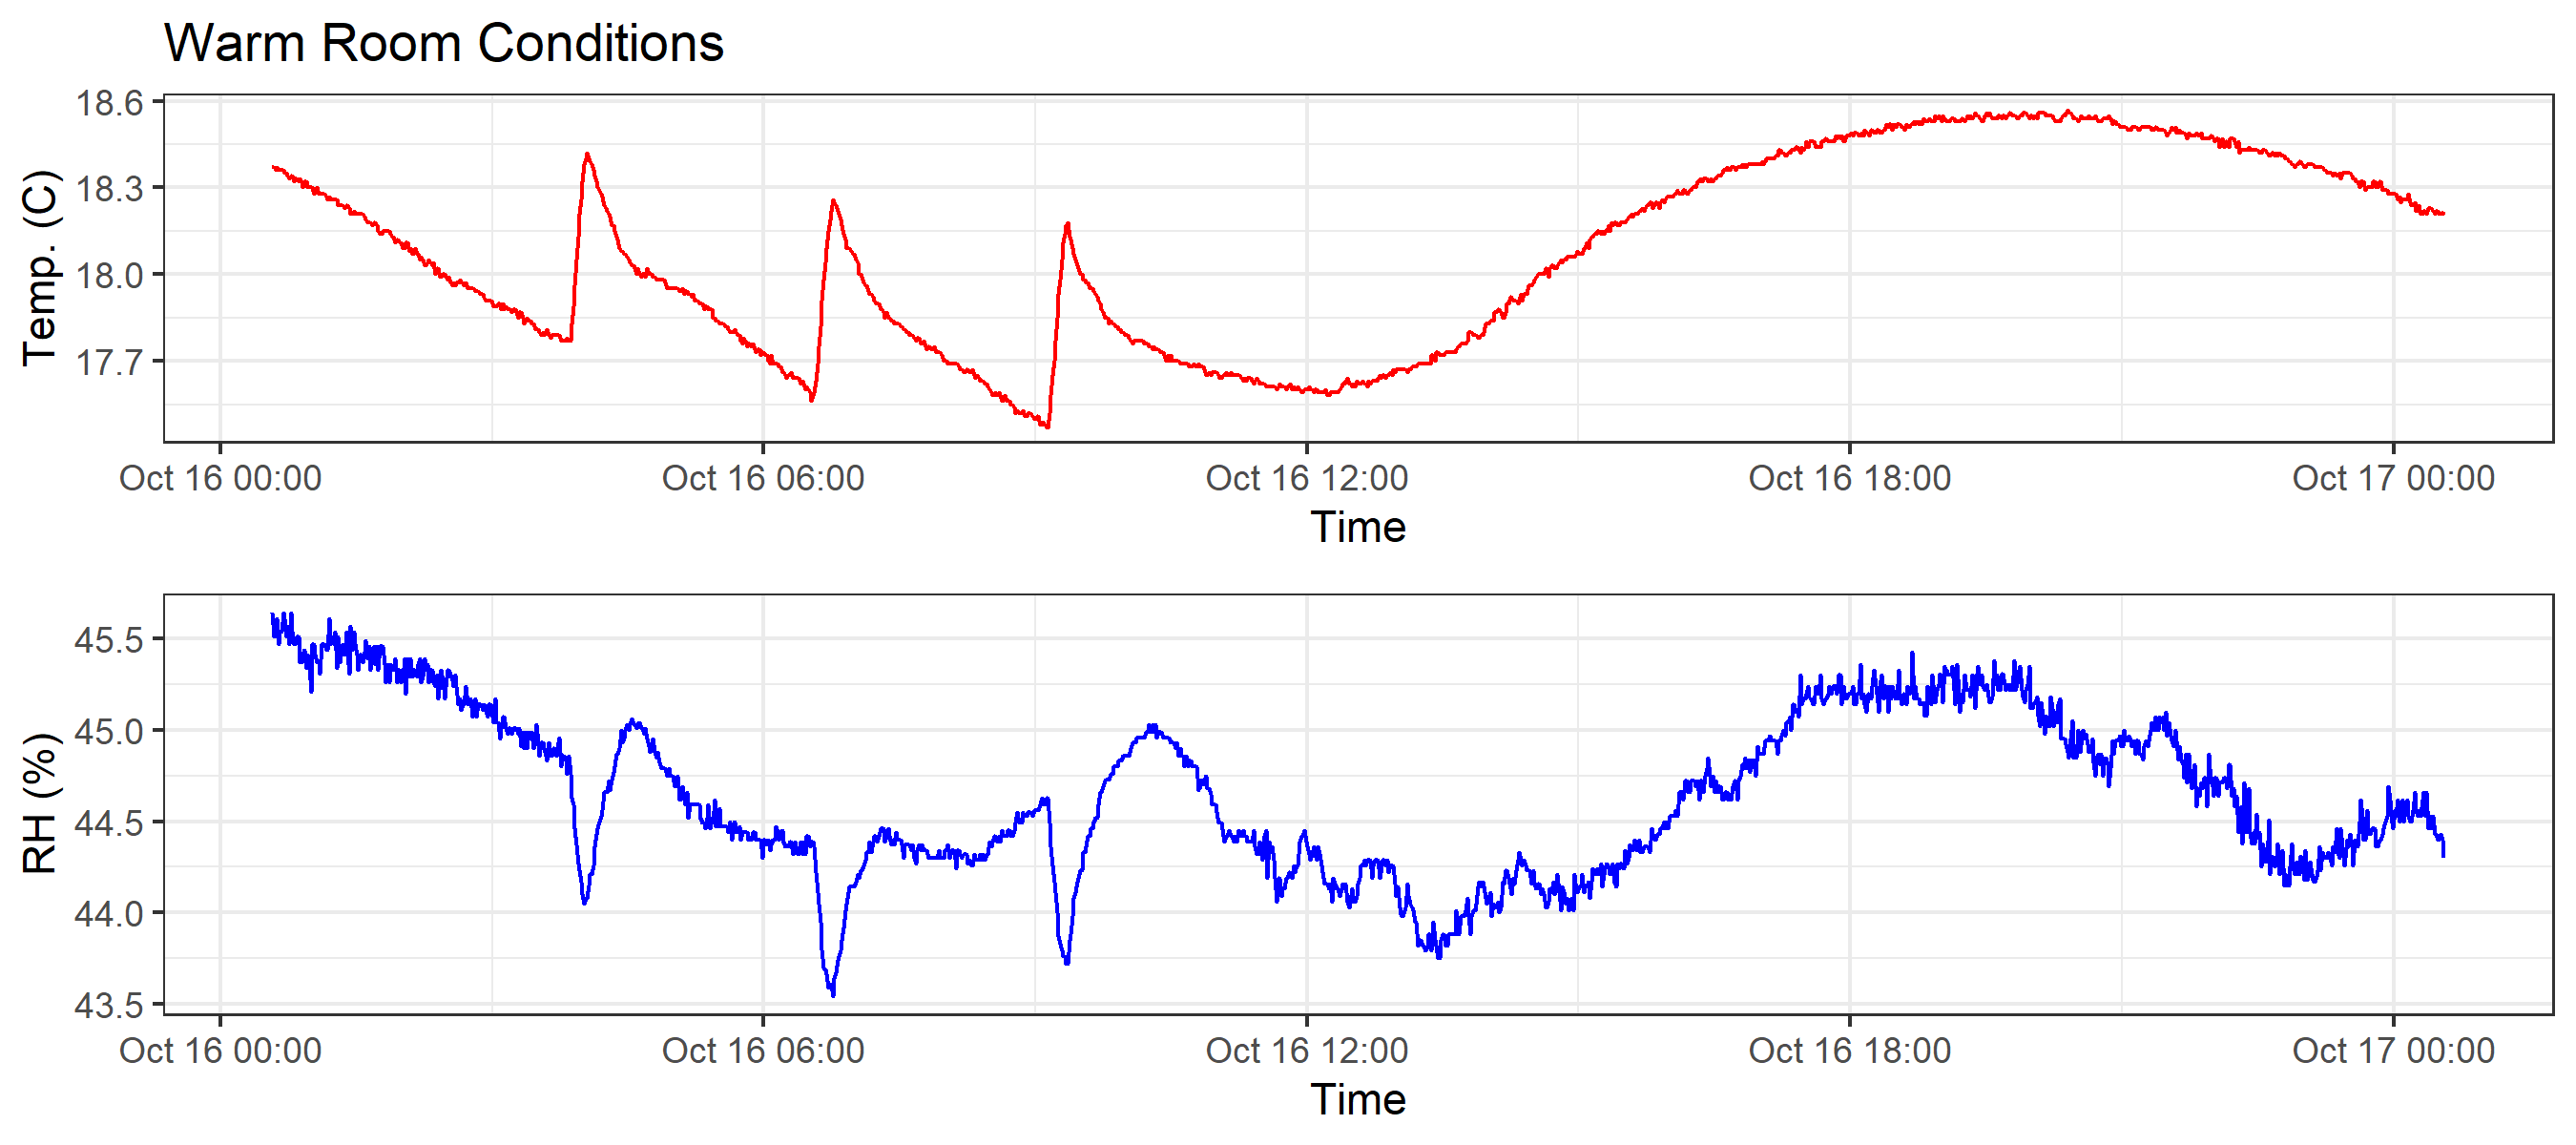 Warm Room Conditions
18.6
18.3
18.0
17.7
Temp. (C)
Oct 16 00:00 Oct 16 06:00 Oct 16 12:00 Oct 16 18:00 Oct 17 00:00
Time
45.5
45.0
44.5
44.0
43.5
RH (%)
Oct 16 00:00 Oct 16 06:00 Oct 16 12:00 Oct 16 18:00 Oct 17 00:00
Time